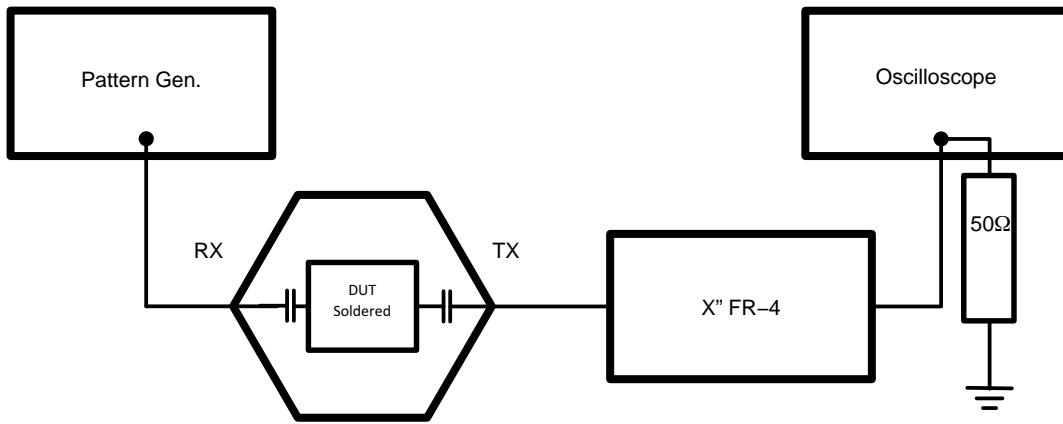 Pattern Gen.
Oscilloscope
50Ω
RX
TX
DUT
Soldered
X” FR−4